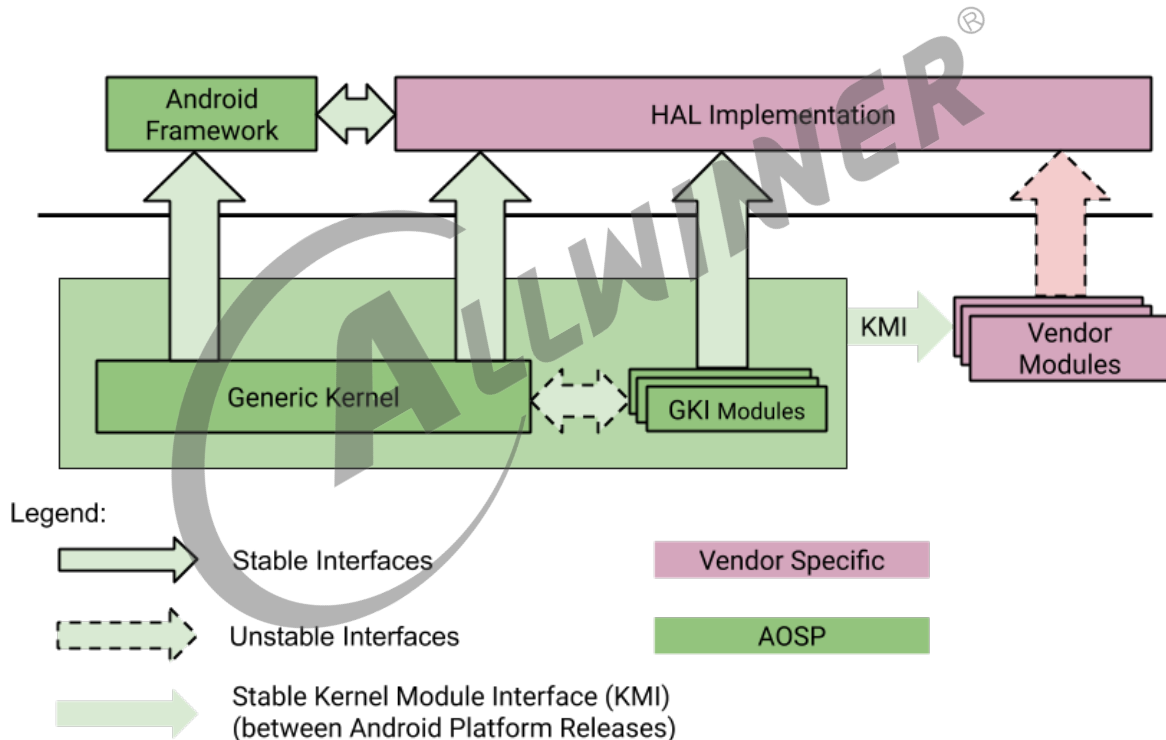 ®
ALLWINNER
Android
Framework
HAL Implementation
KMI
Vendor
Modules
Generic Kernel
GKI Modules
Legend:
Stable Interfaces
Vendor Specific
Unstable Interfaces
AOSP
Stable Kernel Module Interface (KMI)
(between Android Platform Releases)